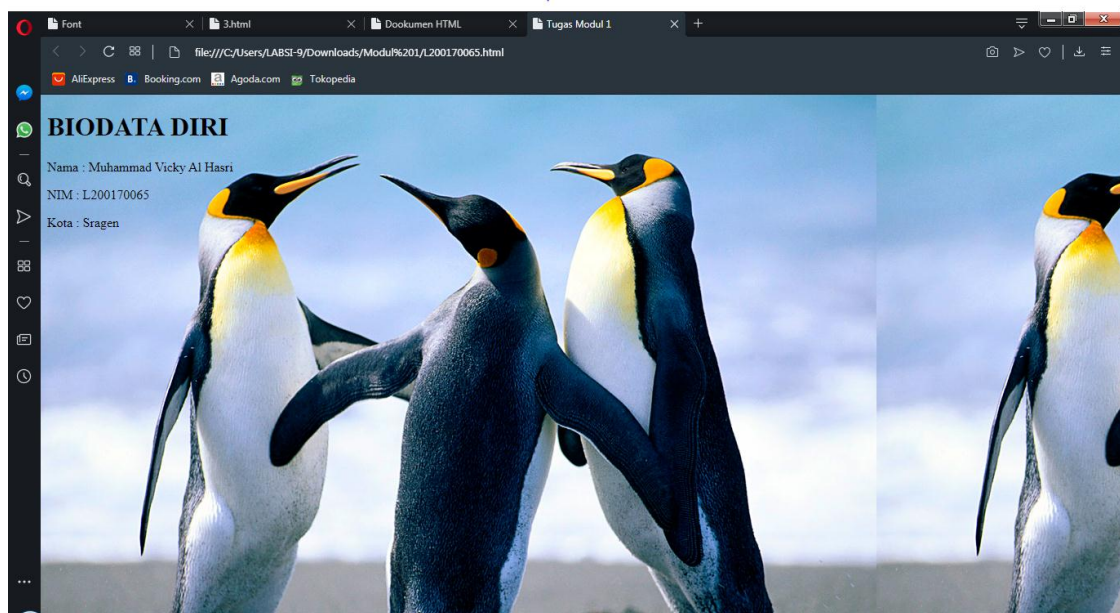 Font
3.html
Dookumen HTML
Tugas Modul 1
file:///C:/Users/LABSI-9/Downloads/Modul%201/L200170065.html
AliExpress B. Booking.com a Agoda.com Tokopedia
BIODATA DIRI
Nama : Muhammad Vicky Al Hasri
NIM : L200170065
Kota : Sragen